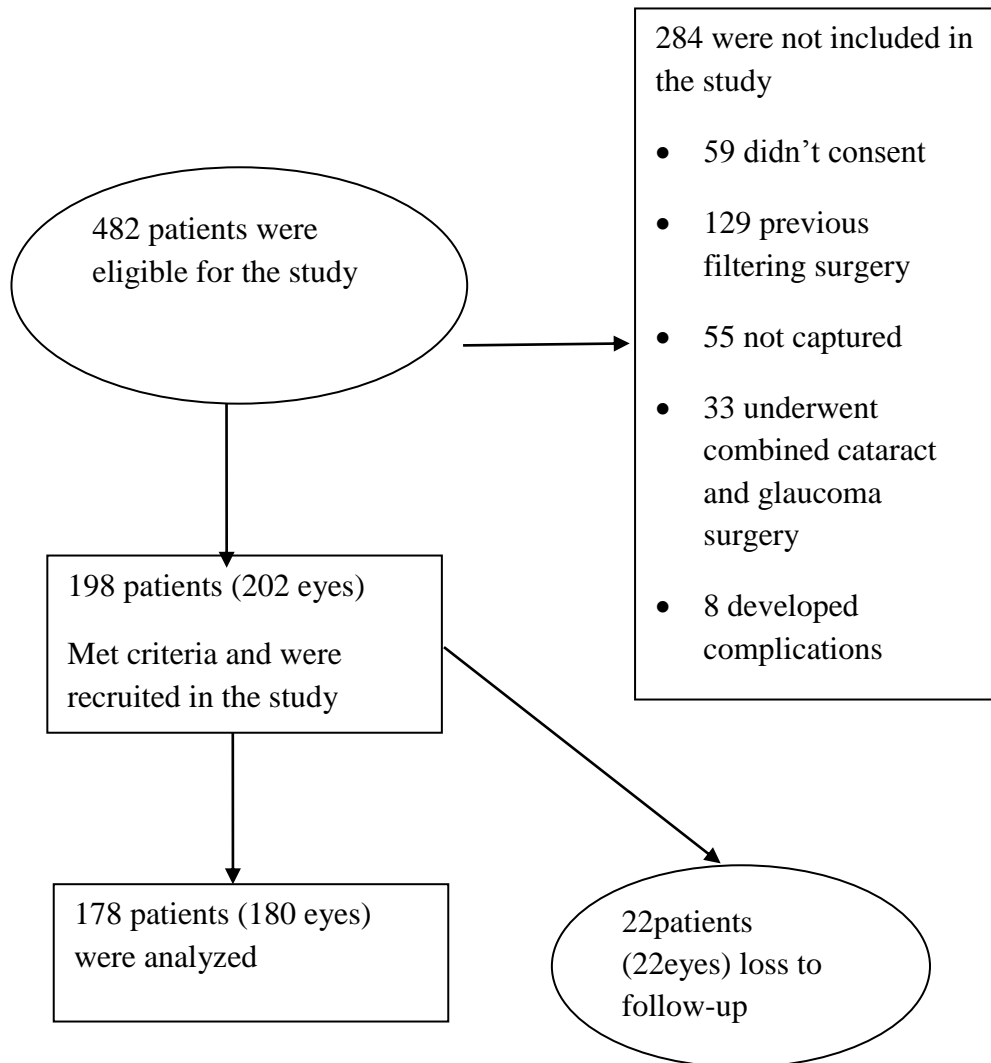 482 patients were
eligible for the study
284 were not included in
the study
• 59 didn’t consent
• 129 previous
filtering surgery
• 55 not captured
• 33 underwent
combined cataract
and glaucoma
surgery
• 8 developed
complications
198 patients (202 eyes)
Met criteria and were
recruited in the study
178 patients (180 eyes)
were analyzed
22patients
(22eyes) loss to
follow-up